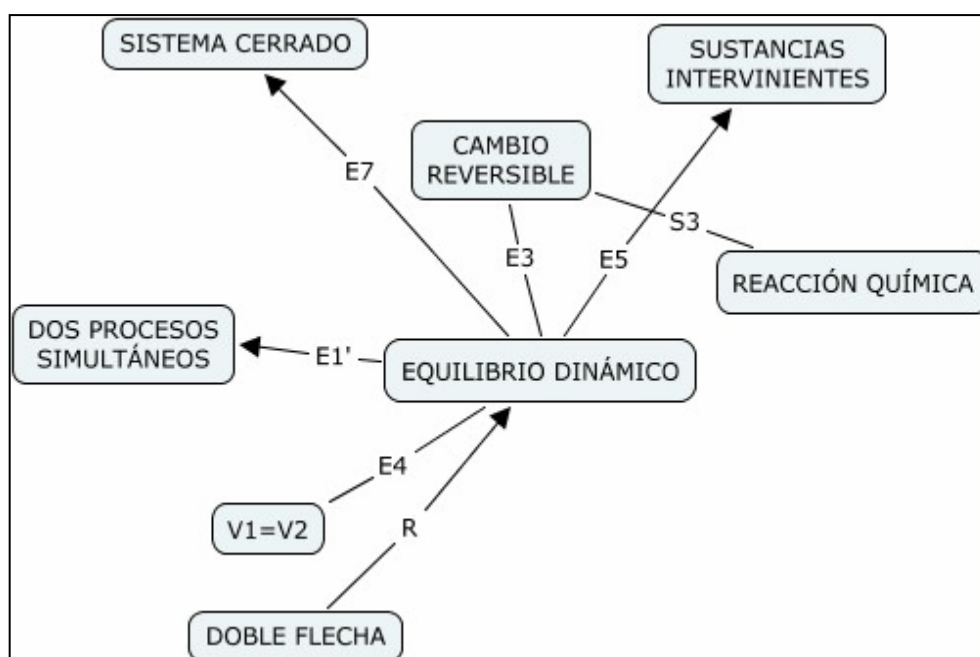 SISTEMA CERRADO
SUSTANCIAS
INTERVINIENTES
CAMBIO
REVERSIBLE
E7
S3
E3
E5
REACCIÓN QUÍMICA
DOS PROCESOS
SIMULTÁNEOS
E1'
EQUILIBRIO DINÁMICO
E4
V1=V2
R
DOBLE FLECHA